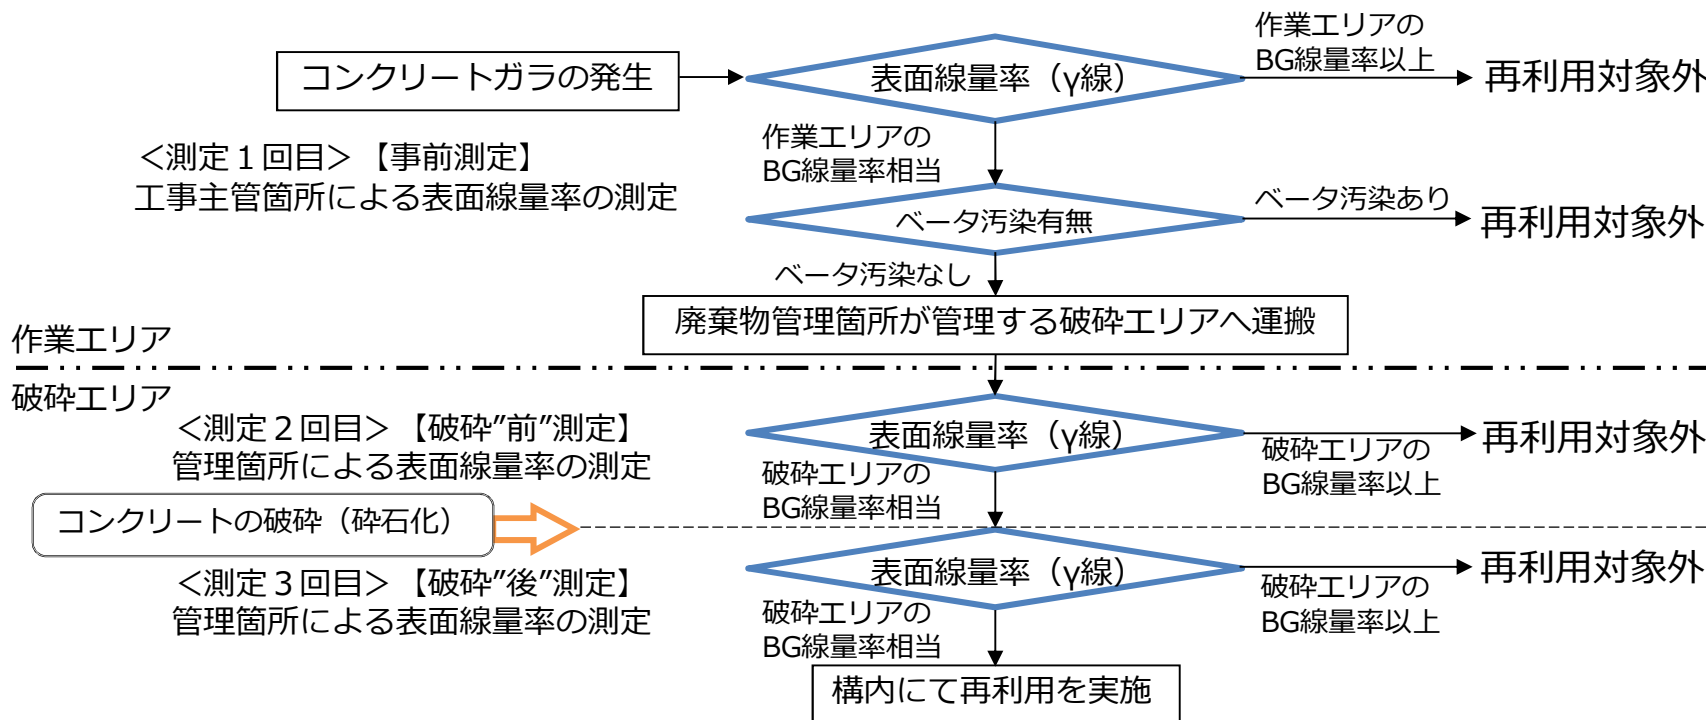 コンクリートガラの発生
表面線量率（γ線）
作業エリアの
BG線量率以上
再利用対象外
＜測定１回目＞【事前測定】
工事主管箇所による表面線量率の測定
作業エリアの
BG線量率相当
ベータ汚染有無
ベータ汚染あり
再利用対象外
ベータ汚染なし
廃棄物管理箇所が管理する破砕エリアへ運搬
作業エリア
破砕エリア
＜測定２回目＞【破砕”前”測定】
管理箇所による表面線量率の測定
表面線量率（γ線）
破砕エリアの
BG線量率以上
再利用対象外
破砕エリアの
BG線量率相当
コンクリートの破砕（砕石化）
＜測定３回目＞【破砕”後”測定】
管理箇所による表面線量率の測定
表面線量率（γ線）
破砕エリアの
BG線量率以上
再利用対象外
破砕エリアの
BG線量率相当
構内にて再利用を実施